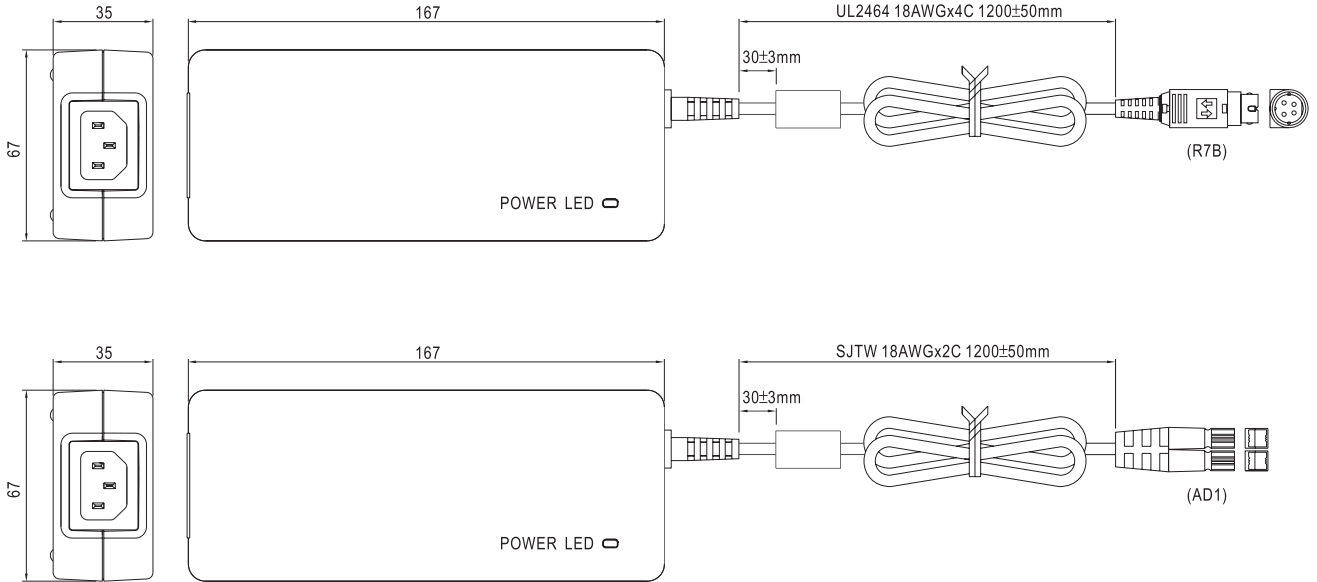 35
167
UL2464 18AWGx4C 1200±50mm
30±3mm
67
(R7B)
POWER LED
35
167
SJTW 18AWGx2C 1200±50mm
30±3mm
67
(AD1)
POWER LED